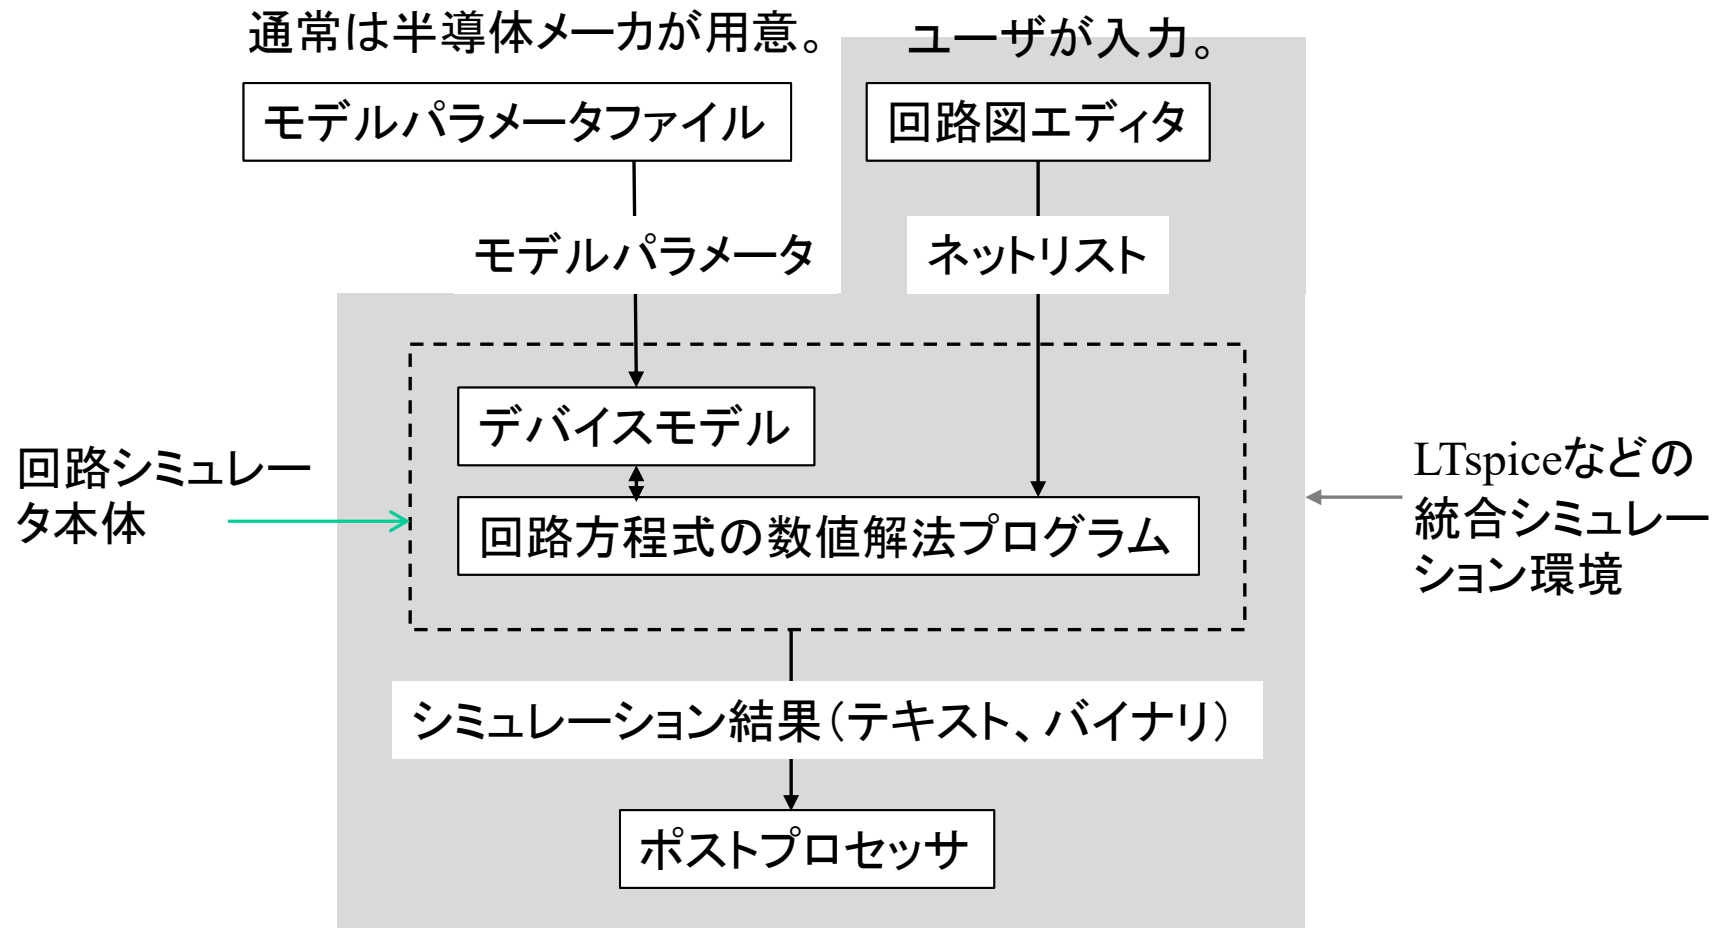 通常は半導体メーカが用意。
ユーザが入力。
モデルパラメータファイル
回路図エディタ
モデルパラメータ
ネットリスト
デバイスモデル
回路方程式の数値解法プログラム
回路シミュレー
タ本体
LTspiceなどの
統合シミュレー
ション環境
シミュレーション結果(テキスト、バイナリ)
ポストプロセッサ